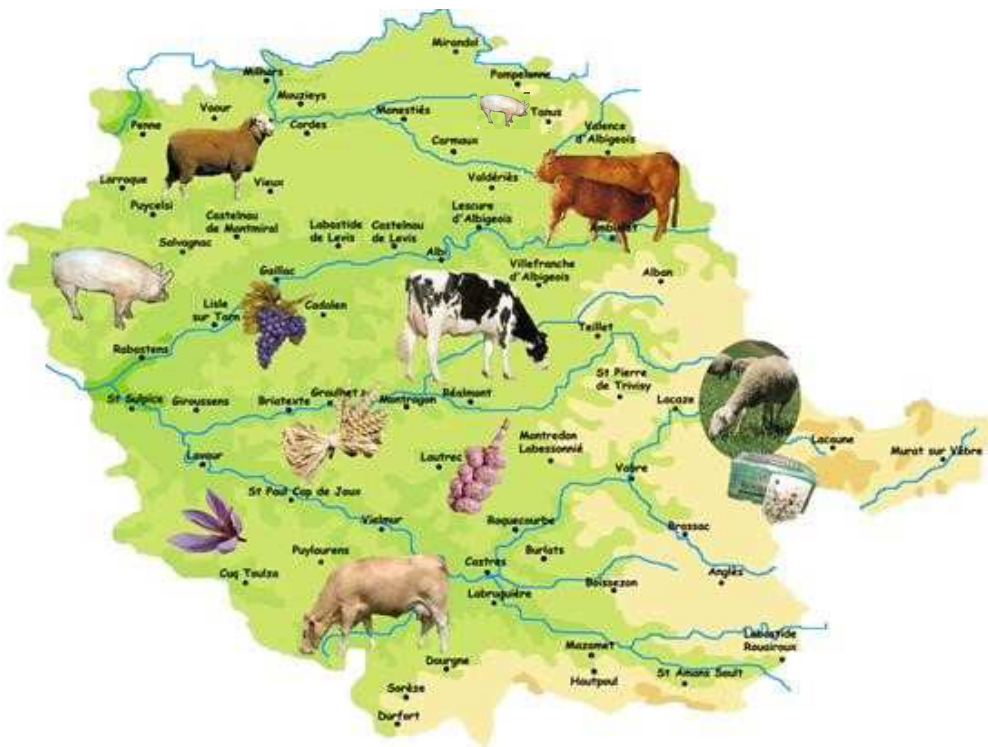 Mirandol
Pampelonne
Milhars
Mouzieys
Vaour
Monestiés
Tanus
Penne
Cordes
Valence
d'Albigeois
Carmaux
Larroque
Vieux
Valdériès
Puycelsi
Castelnau
de Montmiral
Lescure
d'Albigeois
Labastide
de Levis
Castelnau
de Levis
Ambialet
Salvagnac
Albi
Villefranche
d'Albigeois
Alban
Gaillac
Lisle
sur Tarn
Cadalen
Teillet
Rabastens
St Pierre
de Trivisy
St Sulpice
Giroussens
Briatexte
Graulhet
Montragon
Réalmont
Lacaze
Montredon
Labessonnié
Lacaune
Murat sur Vèbre
Lavaur
Lautrec
Vabre
St Paul Cap de Joux
Vielmur
Roquecourbe
Brassac
Puylaurens
Burlats
Castres
Cuq Toulza
Boissezon
Anglès
Labruguière
Labastide
Rouairoux
Mazamet
Dourgne
Hautpoul
St Amans Soult
Sorèze
Durfort